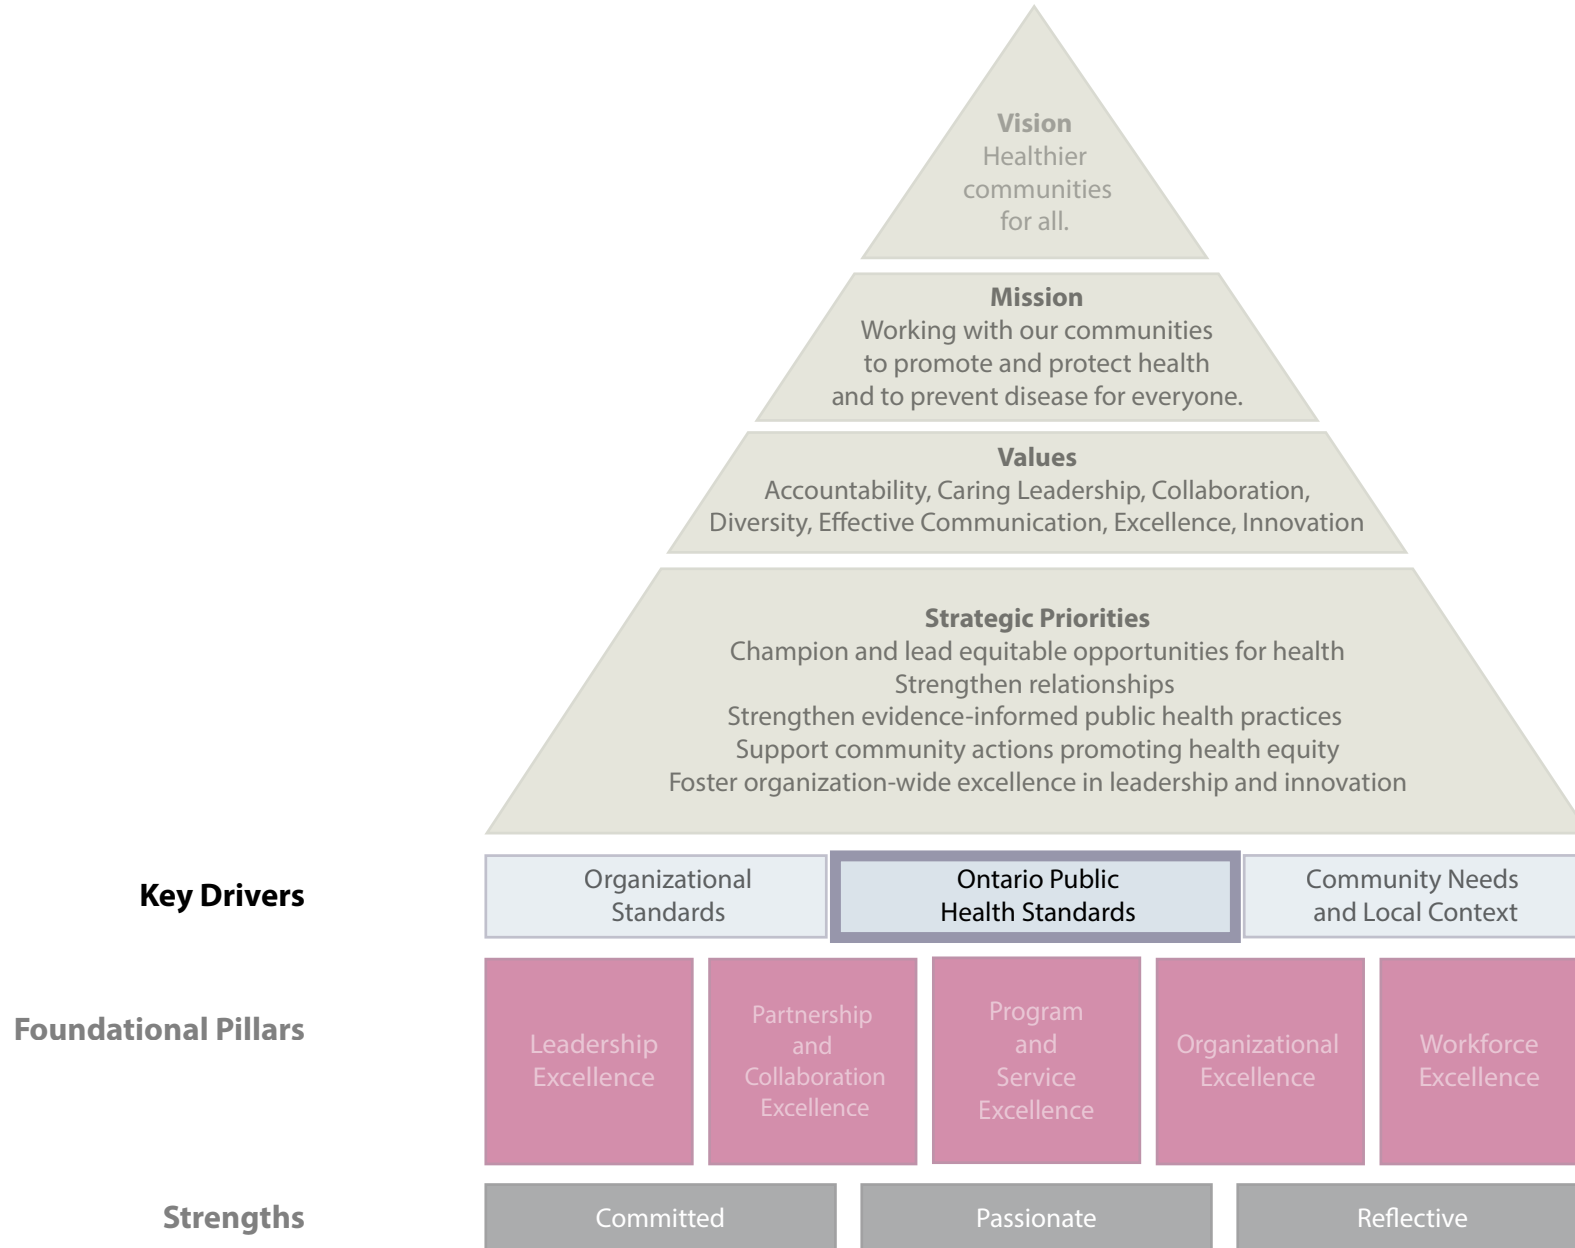 Vision
Healthier
communities
for all.
Mission
Working with our communities
to promote and protect health
and to prevent disease for everyone.
Values
Accountability, Caring Leadership, Collaboration,
Diversity, Effective Communication, Excellence, Innovation
Strategic Priorities
Champion and lead equitable opportunities for health
Strengthen relationships
Strengthen evidence-informed public health practices
Support community actions promoting health equity
Foster organization-wide excellence in leadership and innovation
Key Drivers
Organizational
Standards
Ontario Public
Health Standards
Community Needs
and Local Context
Foundational Pillars
Leadership
Excellence
Partnership
and
Collaboration
Excellence
Program
and
Service
Excellence
Organizational
Excellence
Workforce
Excellence
Strengths
Committed
Passionate
Reflective